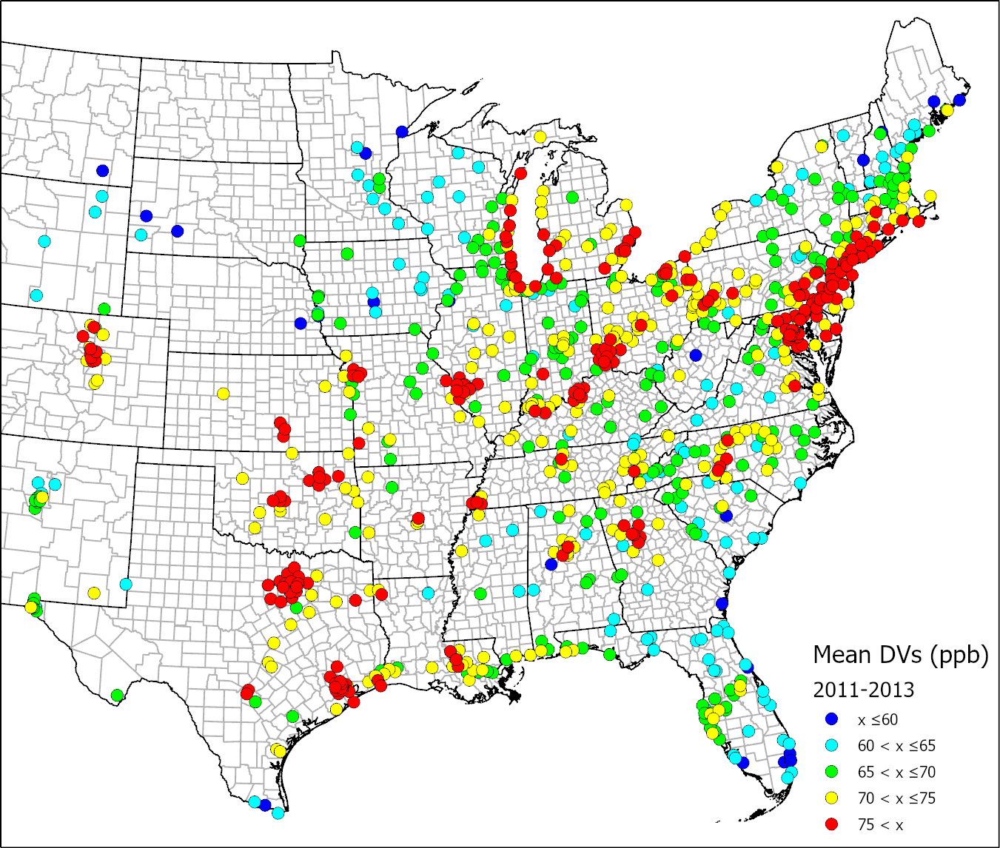 Mean DVs (ppb)
2011-2013
x ≤60
60 < x ≤65
65 < x ≤70
70 < x ≤75
75 < x